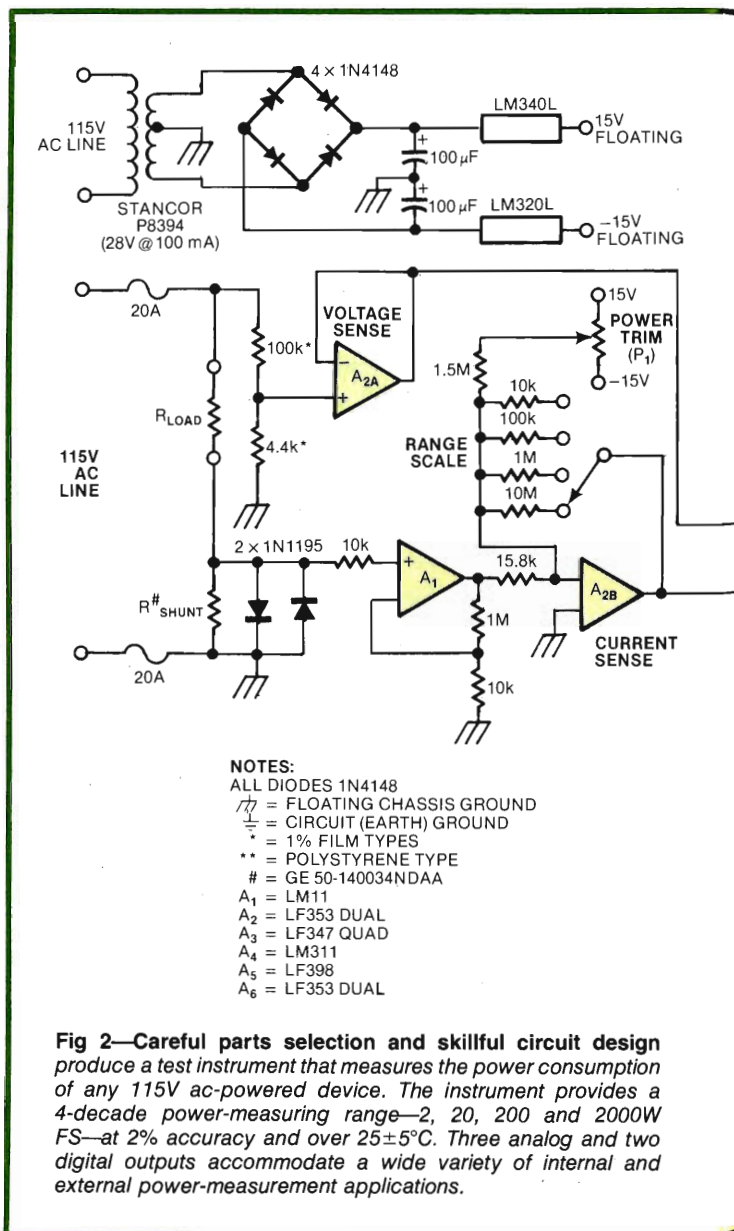 4 × 1N4148
115V
AC LINE
STANCOR
P8394
(28V @ 100 mA)
+
100 µF
+
100 µF
LM340L
15V
FLOATING
LM320L
−15V
FLOATING
20A
100k*
VOLTAGE
SENSE
−
A2A
+
4.4k*
RLOAD
115V
AC
LINE
15V
POWER
TRIM
(P1)
−15V
1.5M
10k
100k
1M
10M
RANGE
SCALE
2 × 1N1195
10k
+
A1
15.8k
A2B
CURRENT
SENSE
R#SHUNT
1M
10k
20A
NOTES:
ALL DIODES 1N4148
= FLOATING CHASSIS GROUND
= CIRCUIT (EARTH) GROUND
* = 1% FILM TYPES
** = POLYSTYRENE TYPE
# = GE 50-140034NDAA
A1 = LM11
A2 = LF353 DUAL
A3 = LF347 QUAD
A4 = LM311
A5 = LF398
A6 = LF353 DUAL
Fig 2—Careful parts selection and skillful circuit design
produce a test instrument that measures the power consumption
of any 115V ac-powered device. The instrument provides a
4-decade power-measuring range—2, 20, 200 and 2000W
FS—at 2% accuracy and over 25±5°C. Three analog and two
digital outputs accommodate a wide variety of internal and
external power-measurement applications.